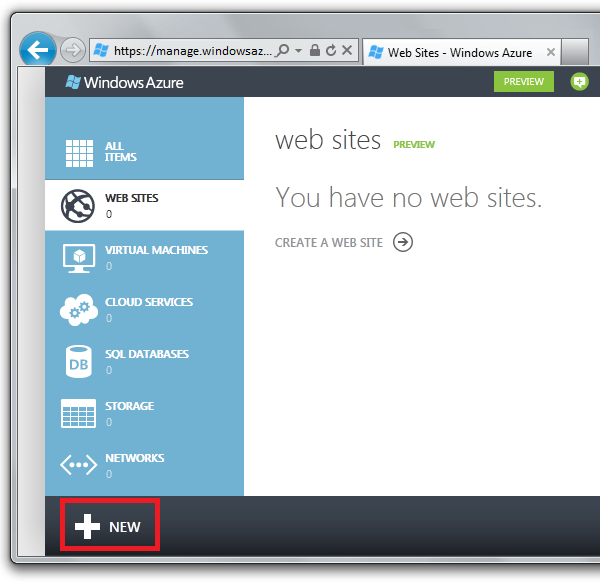 https://manage.windowsaz...
Web Sites - Windows Azure
Windows Azure
PREVIEW
ALL
ITEMS
WEB SITES
0
VIRTUAL MACHINES
0
CLOUD SERVICES
0
DB
SQL DATABASES
0
STORAGE
0
NETWORKS
0
web sites PREVIEW
You have no web sites.
CREATE A WEB SITE
NEW